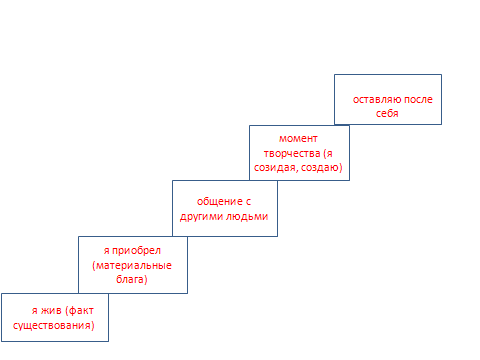 оставляю после
себя
момент
творчества (я
созидая, создаю)
общение с
другими людьми
я приобрел
(материальные
блага)
я жив (факт
существования)